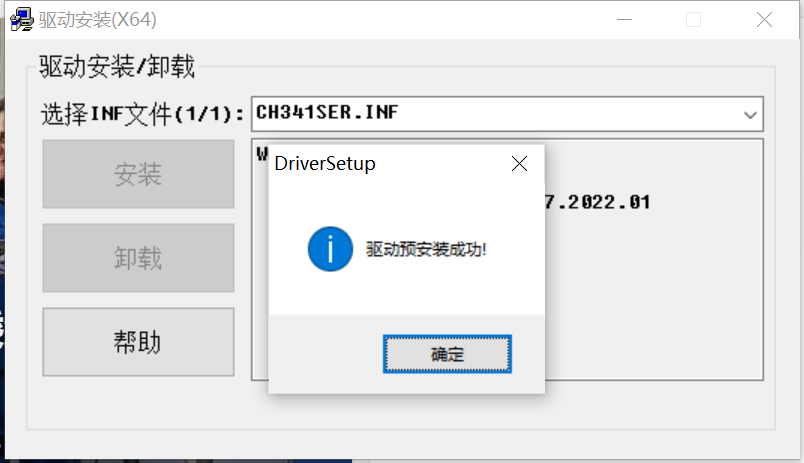 驱动安装(X64)
驱动安装/卸载
选择INF文件(1/1):
CH341SER.INF
安装
卸载
帮助
W
7.2022.01
DriverSetup
驱动预安装成功!
确定